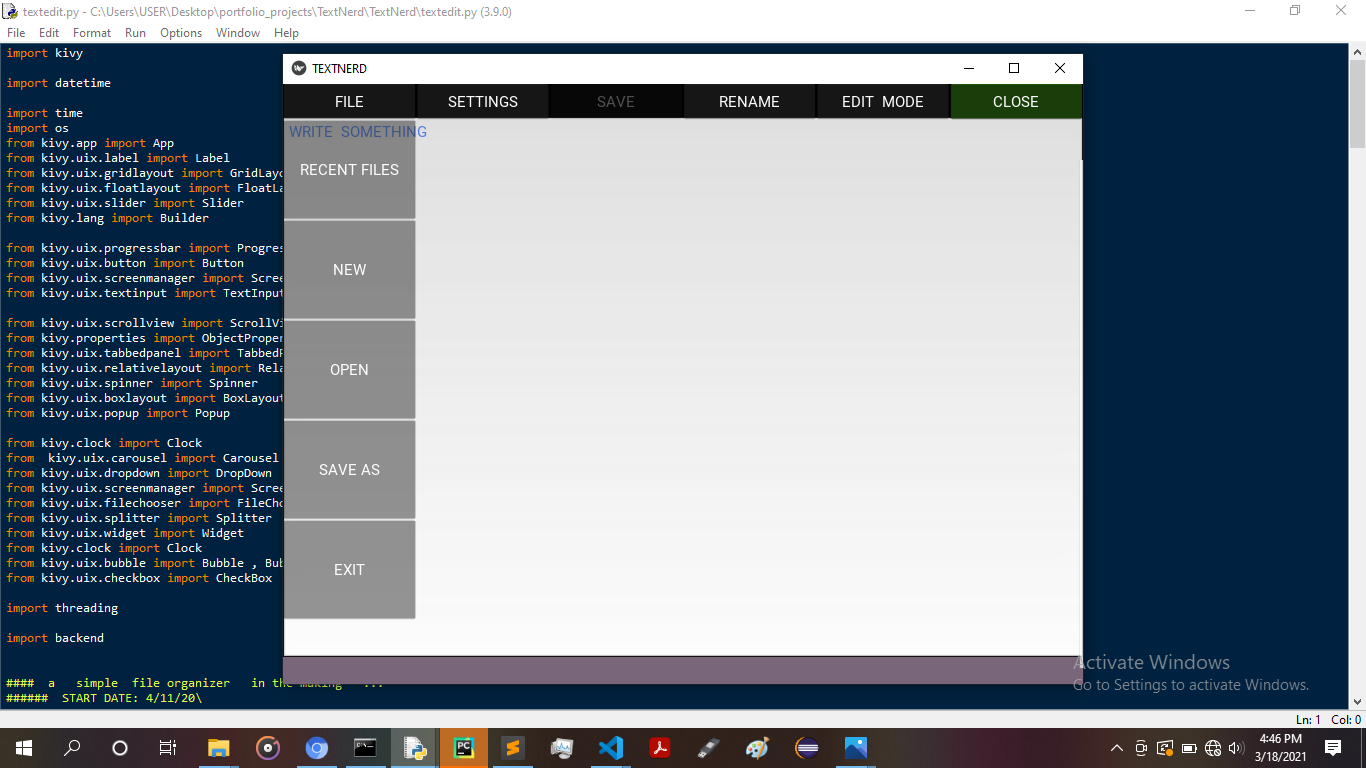 textedit.py - C:\Users\USER\Desktop\portfolio_projects\TextNerd\TextNerd\textedit.py (3.9.0)
File Edit Format Run Options Window Help
import kivy
import datetime
import time
import os
from kivy.app import App
from kivy.uix.label import Label
from kivy.uix.gridlayout import GridLayo
from kivy.uix.floatlayout import FloatLa
from kivy.uix.slider import Slider
from kivy.lang import Builder
from kivy.uix.progressbar import Progres
from kivy.uix.button import Button
from kivy.uix.screenmanager import Scree
from kivy.uix.textinput import TextInput
from kivy.uix.scrollview import ScrollVi
from kivy.properties import ObjectProper
from kivy.uix.tabbedpanel import TabbedP
from kivy.uix.relativelayout import Rela
from kivy.uix.spinner import Spinner
from kivy.uix.boxlayout import BoxLayout
from kivy.uix.popup import Popup
from kivy.clock import Clock
from  kivy.uix.carousel import Carousel
from kivy.uix.dropdown import DropDown
from kivy.uix.screenmanager import Scree
from kivy.uix.filechooser import FileCho
from kivy.uix.splitter import Splitter
from kivy.uix.widget import Widget
from kivy.clock import Clock
from kivy.uix.bubble import Bubble , Bub
from kivy.uix.checkbox import CheckBox
import threading
import backend
####  a   simple  file organizer   in the making   ...
######  START DATE: 4/11/20\
TEXTNERD
FILE SETTINGS SAVE RENAME EDIT MODE CLOSE
WRITE SOMETHING
RECENT FILES
NEW
OPEN
SAVE AS
EXIT
Activate Windows
Go to Settings to activate Windows.
Ln: 1 Col: 0
PC
4:46 PM
3/18/2021